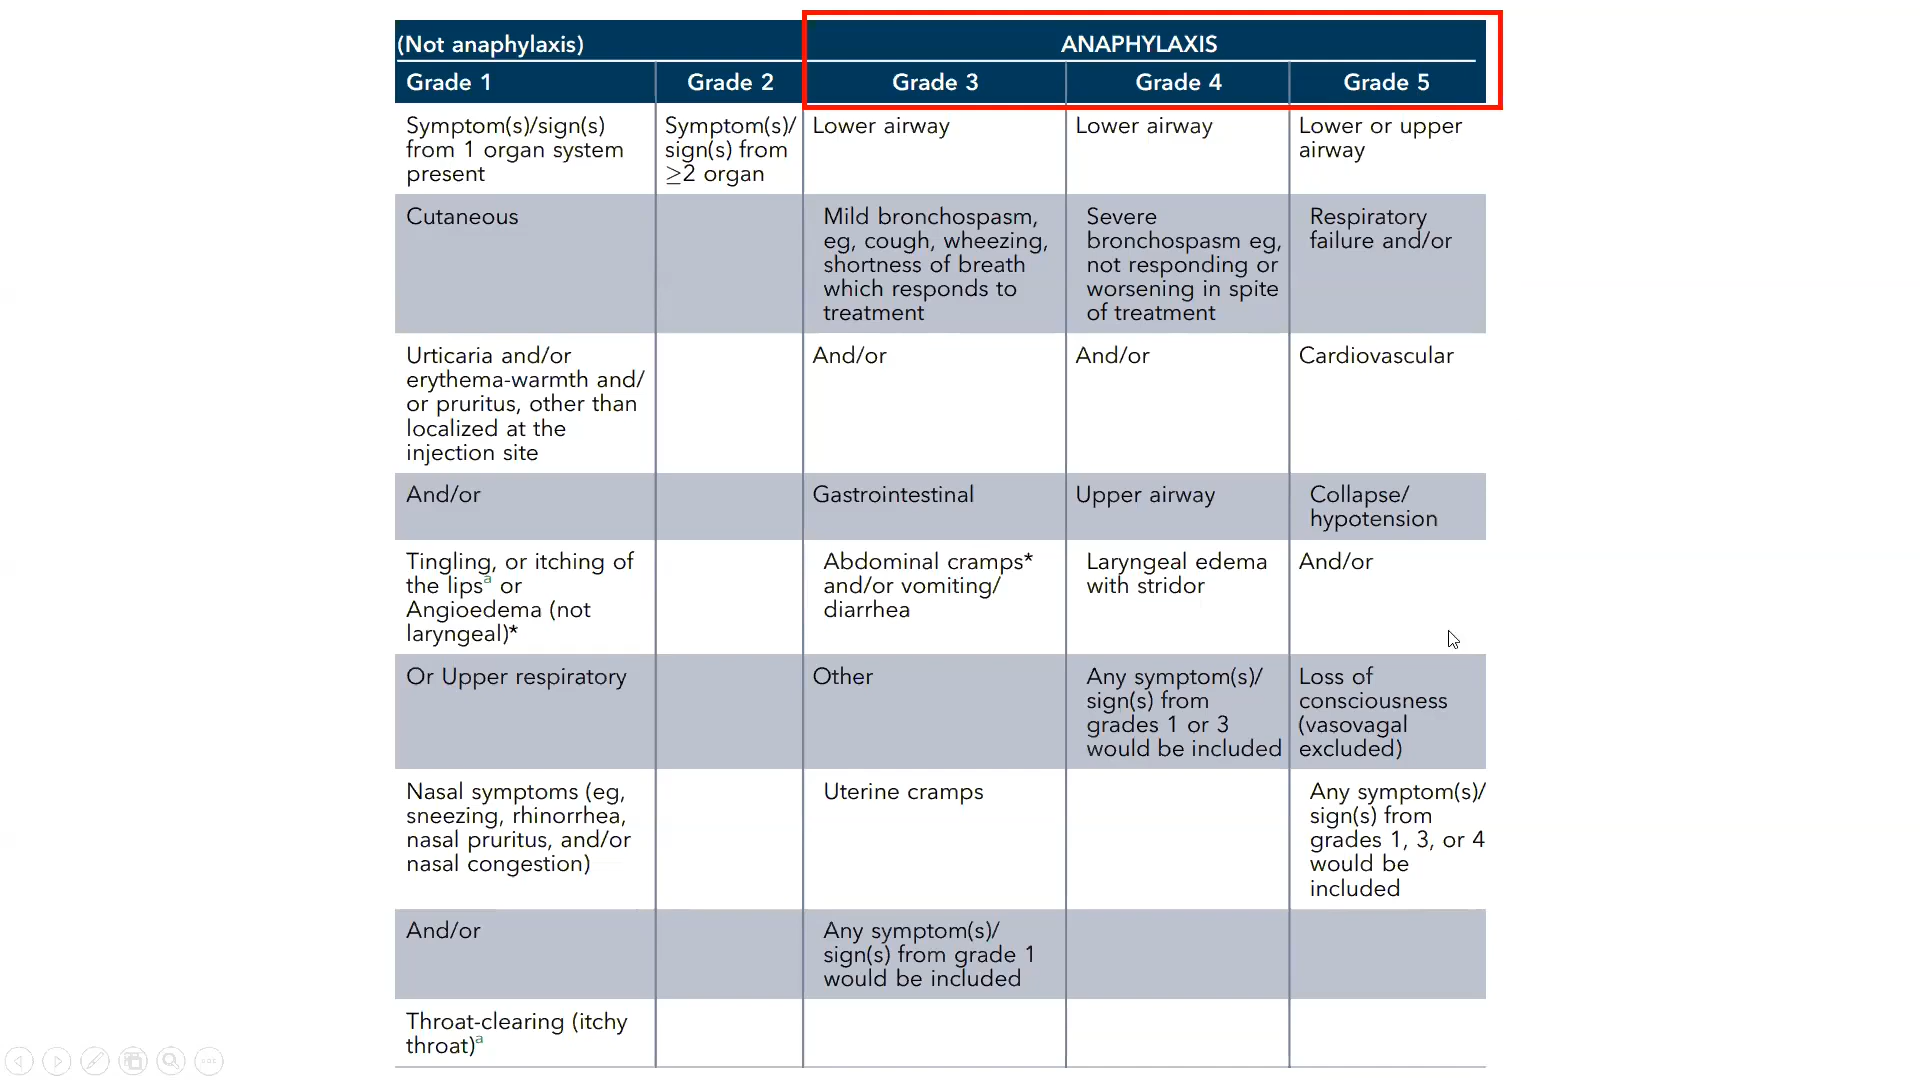 (Not anaphylaxis) ANAPHYLAXIS
Grade 1 Grade 2 Grade 3 Grade 4 Grade 5
Symptom(s)/sign(s)
from 1 organ system
present
Symptom(s)/
sign(s) from
≥2 organ
Lower airway
Lower airway
Lower or upper
airway
Cutaneous
Mild bronchospasm,
eg, cough, wheezing,
shortness of breath
which responds to
treatment
Severe
bronchospasm eg,
not responding or
worsening in spite
of treatment
Respiratory
failure and/or
Urticaria and/or
erythema-warmth and/
or pruritus, other than
localized at the
injection site
And/or
And/or
Cardiovascular
And/or
Gastrointestinal
Upper airway
Collapse/
hypotension
Tingling, or itching of
the lipsª or
Angioedema (not
laryngeal)*
Abdominal cramps*
and/or vomiting/
diarrhea
Laryngeal edema
with stridor
And/or
Or Upper respiratory
Other
Any symptom(s)/
sign(s) from
grades 1 or 3
would be included
Loss of
consciousness
(vasovagal
excluded)
Nasal symptoms (eg,
sneezing, rhinorrhea,
nasal pruritus, and/or
nasal congestion)
Uterine cramps
Any symptom(s)/
sign(s) from
grades 1, 3, or 4
would be
included
And/or
Any symptom(s)/
sign(s) from grade 1
would be included
Throat-clearing (itchy
throat)ª